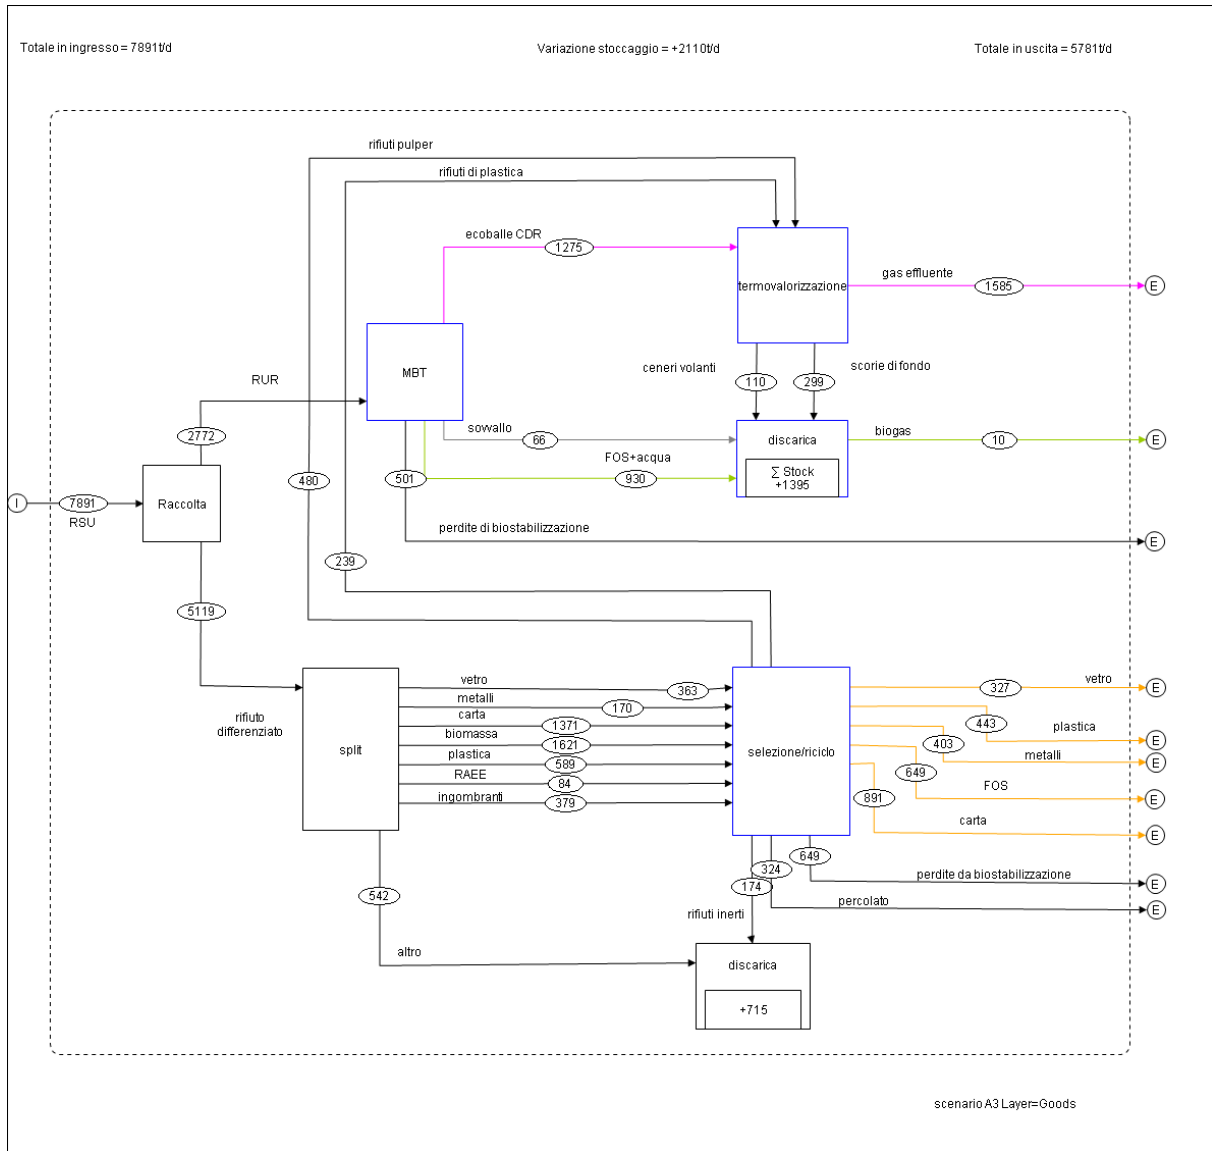 Totale in ingresso = 7891t/d
Variazione stoccaggio = +2110t/d
Totale in uscita = 5781t/d
rifiuti pulper
rifiuti di plastica
ecoballe CDR
1275
termovalorizzazione
gas effluente
1585
E
MBT
RUR
2772
ceneri volanti
110
299
scorie di fondo
sovvallo
66
discarica
∑ Stock
+1395
biogas
10
E
FOS+acqua
930
501
480
I
7891
RSU
Raccolta
perdite di biostabilizzazione
E
239
5119
rifiuto
differenziato
split
vetro
363
metalli
170
carta
1371
biomassa
1621
plastica
589
RAEE
84
ingombranti
379
selezione/riciclo
327
vetro
E
443
plastica
E
403
metalli
E
649
FOS
E
891
carta
E
649
perdite da biostabilizzazione
E
324
percolato
E
174
rifiuti inerti
542
altro
discarica
+715
scenario A3 Layer=Goods